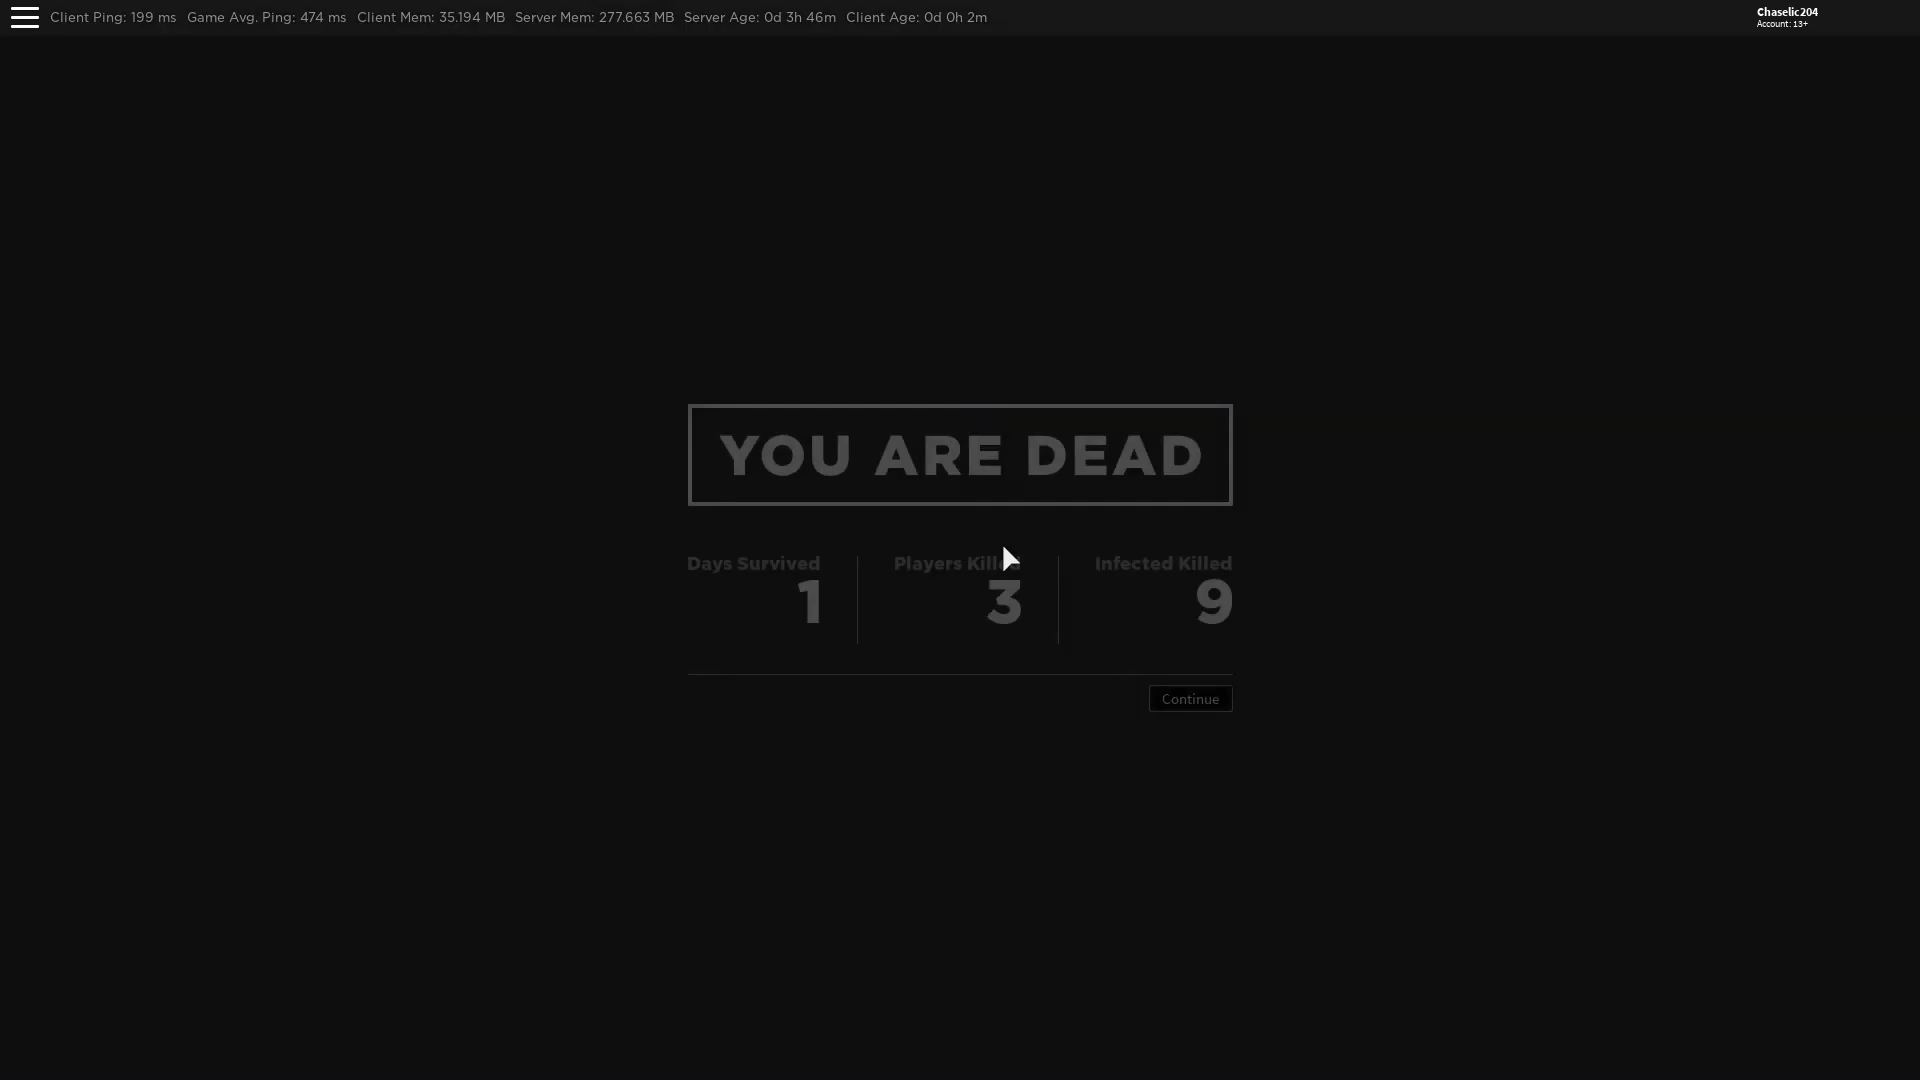 Client Ping: 199 ms Game Avg. Ping: 474 ms Client Mem: 35.194 MB Server Mem: 277.663 MB Server Age: 0d 3h 46m Client Age: 0d 0h 2m
Chaselic204
Account: 13+
YOU ARE DEAD
Days Survived Players Killed Infected Killed
1 3 9
Continue